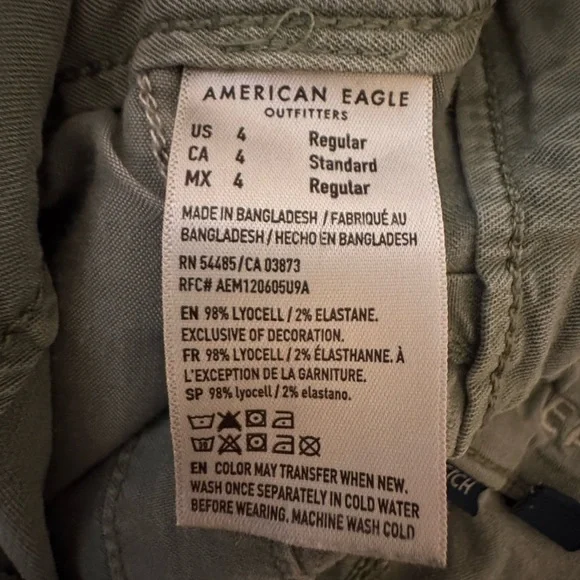 AMERICAN EAGLE
OUTFITTERS
US 4 Regular
CA 4 Standard
MX 4 Regular
MADE IN BANGLADESH / FABRIQUÉ AU
BANGLADESH / HECHO EN BANGLADESH
RN 54485 / CA 03873
RFC# AEM120605U9A
EN 98% LYOCELL / 2% ELASTANE.
EXCLUSIVE OF DECORATION.
FR 98% LYOCELL / 2% ÉLASTHANNE. À
L'EXCEPTION DE LA GARNITURE.
SP 98% lyocell / 2% elastano.
EN COLOR MAY TRANSFER WHEN NEW.
WASH ONCE SEPARATELY IN COLD WATER
BEFORE WEARING. MACHINE WASH COLD